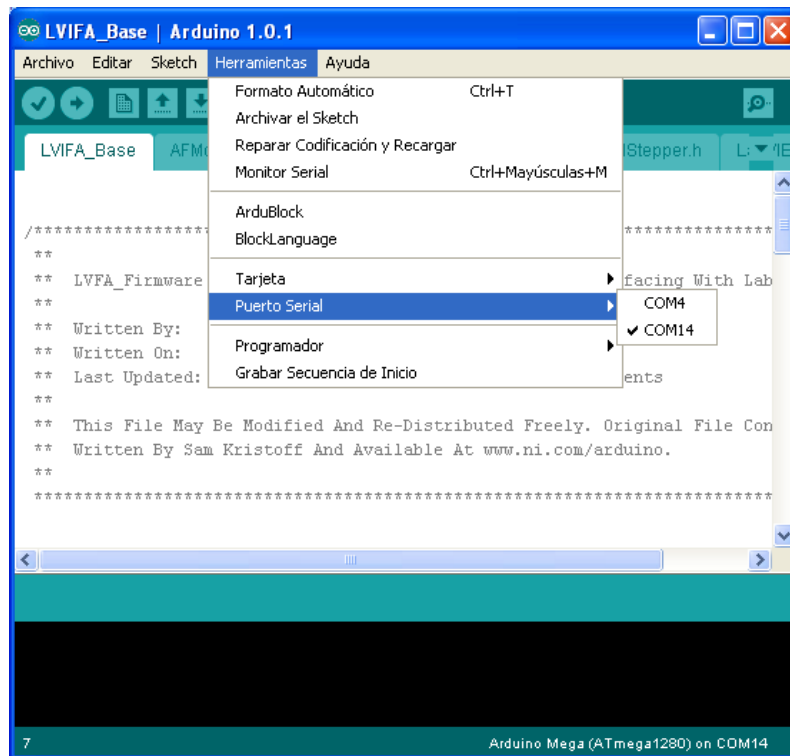 LVIFA_Base | Arduino 1.0.1
Archivo Editar Sketch Herramientas Ayuda
LVIFA_Base
IStepper.h
Formato Automático Ctrl+T
Archivar el Sketch
Reparar Codificación y Recargar
Monitor Serial Ctrl+Mayúsculas+M
ArduBlock
BlockLanguage
Tarjeta
Puerto Serial
COM4
COM14
Programador
Grabar Secuencia de Inicio
/******************
*****************
**
** LVFA_Firmware facing With Lab
**
** Written By:
** Written On:
** Last Updated: ents
**
** This File May Be Modified And Re-Distributed Freely. Original File Con
** Written By Sam Kristoff And Available At www.ni.com/arduino.
**
**************************************************************************
7 Arduino Mega (ATmega1280) on COM14